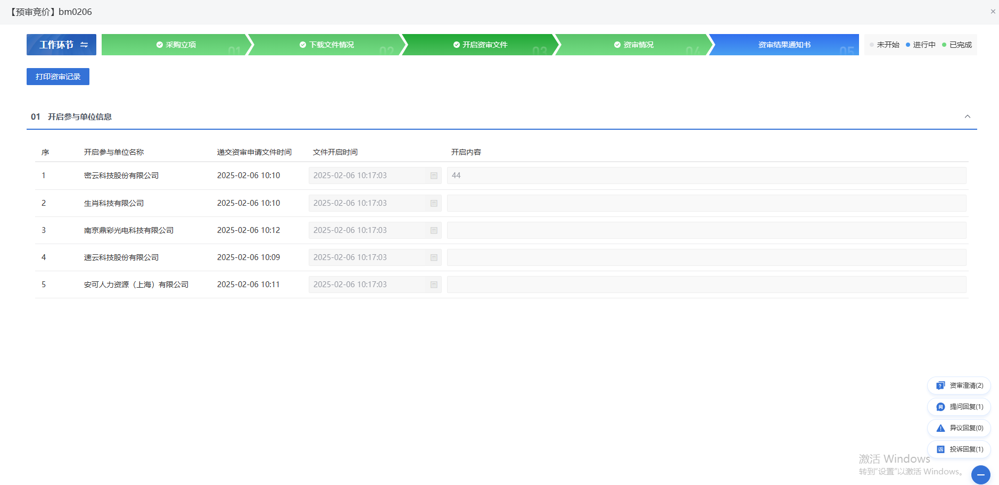 【预审竞价】bm0206
工作环节
采购立项 01
下载文件情况 02
开启资审文件 03
资审情况 04
资审结果通知书 05
未开始 进行中 已完成
打印资审记录
01 开启参与单位信息
序 开启参与单位名称 递交资审申请文件时间 文件开启时间 开启内容
1 密云科技股份有限公司 2025-02-06 10:10 2025-02-06 10:17:03 44
2 生肖科技有限公司 2025-02-06 10:10 2025-02-06 10:17:03
3 南京鼎彩光电科技有限公司 2025-02-06 10:12 2025-02-06 10:17:03
4 速云科技股份有限公司 2025-02-06 10:09 2025-02-06 10:17:03
5 安可人力资源（上海）有限公司 2025-02-06 10:11 2025-02-06 10:17:03
? 资审澄清(2)
问 提问回复(1)
异议回复(0)
诉 投诉回复(1)
激活 Windows
转到“设置”以激活 Windows。